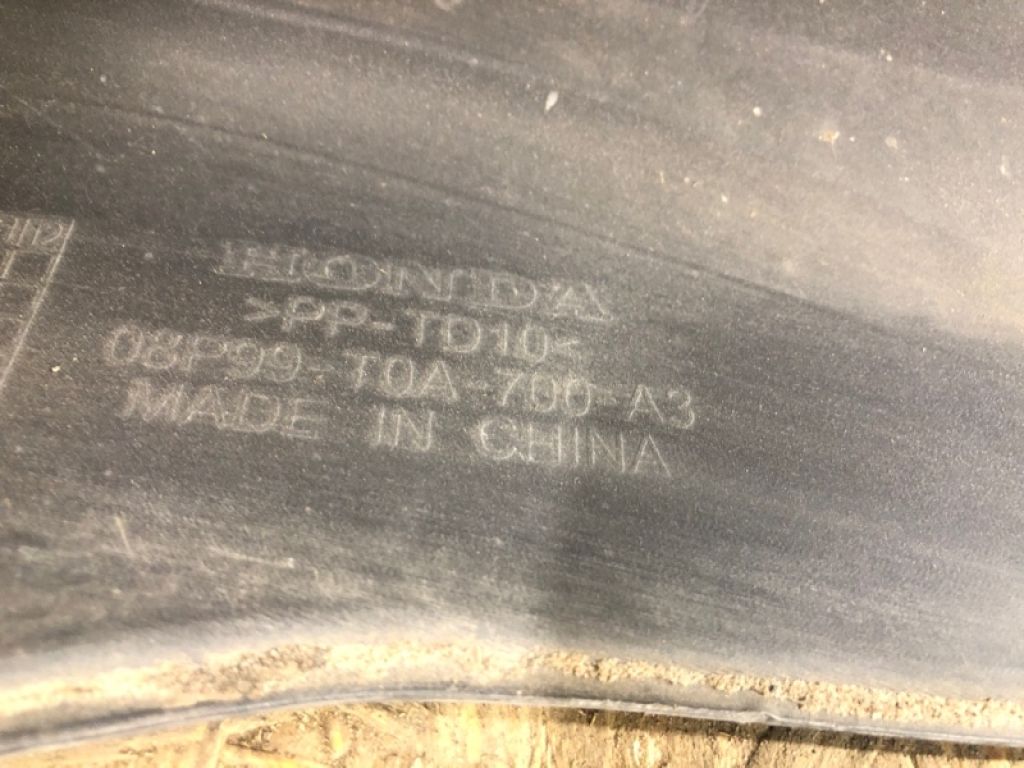 HONDA
>PP-TD10<
08P99-T0A-700-A3
MADE IN CHINA